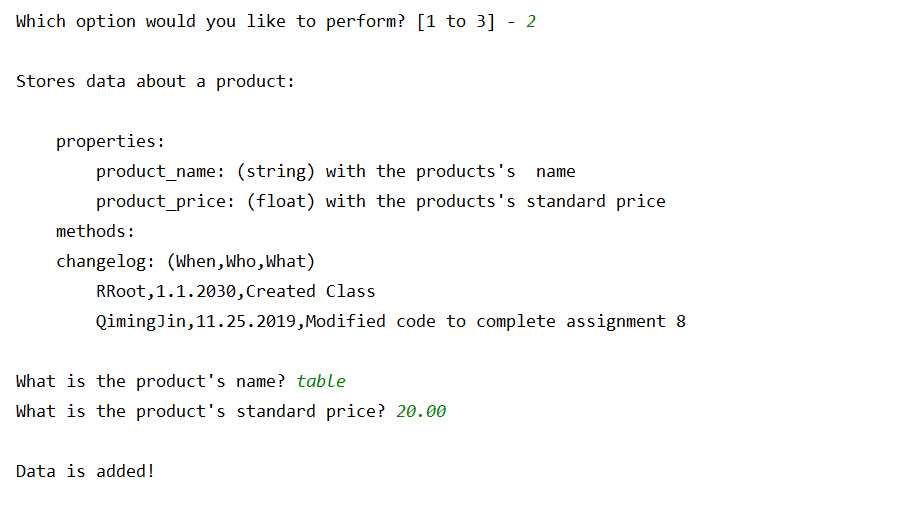 Which option would you like to perform? [1 to 3] - 2
Stores data about a product:
properties:
product_name: (string) with the products's  name
product_price: (float) with the products's standard price
methods:
changelog: (When,Who,What)
RRoot,1.1.2030,Created Class
QimingJin,11.25.2019,Modified code to complete assignment 8
What is the product's name? table
What is the product's standard price? 20.00
Data is added!